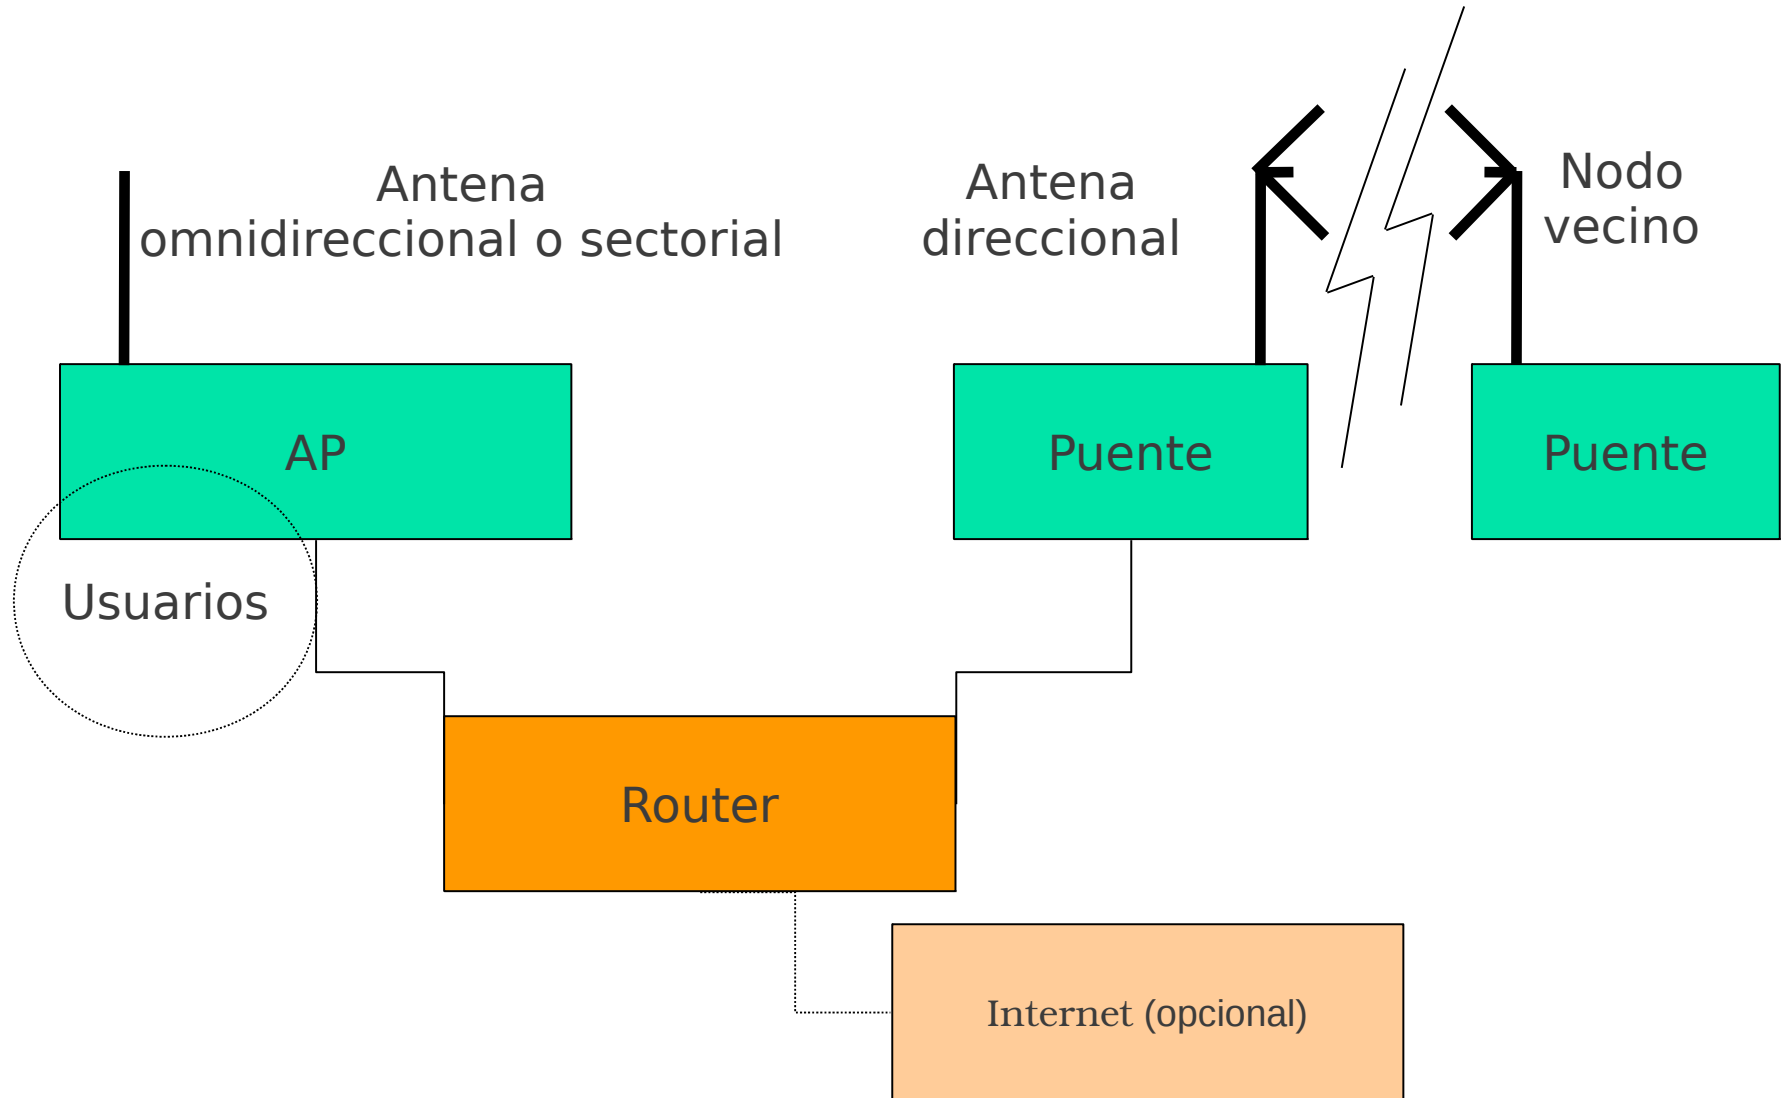 Antena
omnidireccional o sectorial
Antena
direccional
Nodo
vecino
AP
Puente
Puente
Usuarios
Router
Internet (opcional)